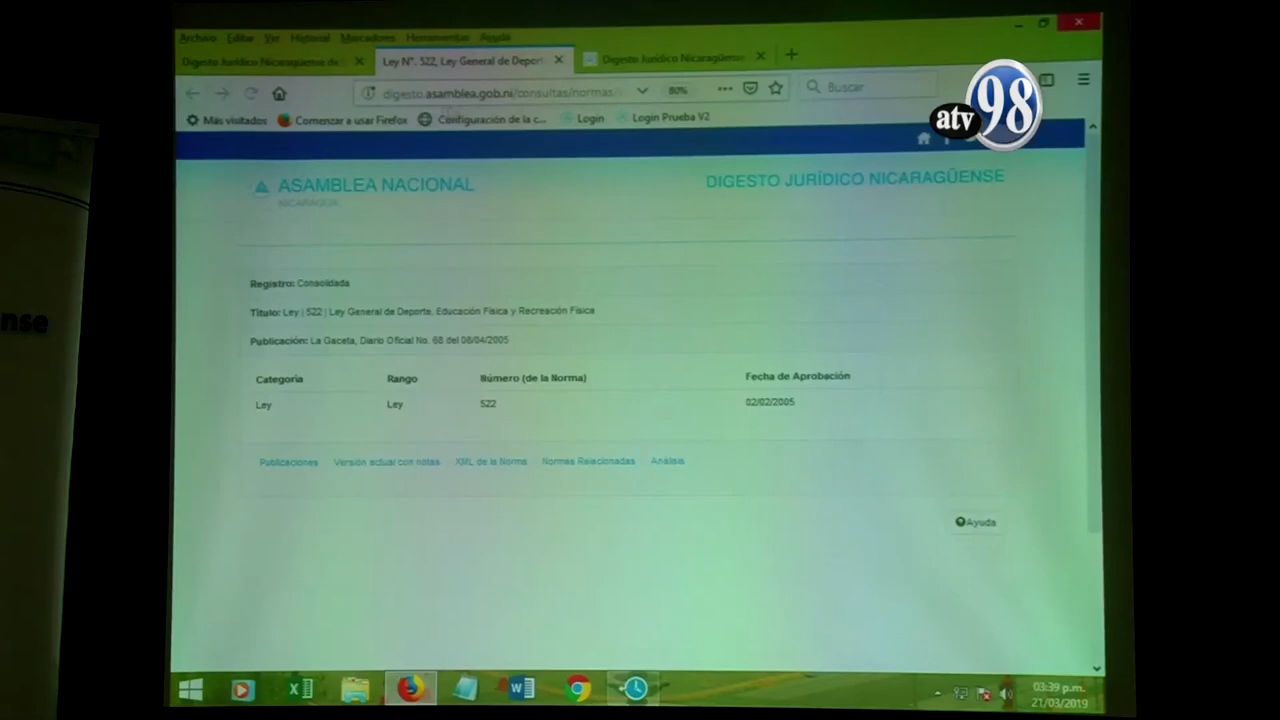 Archivo Editar Ver Historial Marcadores Herramientas Ayuda
Digesto Jurídico Nicaragüense de
Ley N°. 522, Ley General de Deport
Digesto Jurídico Nicaragüense
digesto.asamblea.gob.ni/consultas/normas/
80%
Buscar
atv 98
Más visitados Comenzar a usar Firefox Configuración de la c... Login Login Prueba V2
ASAMBLEA NACIONAL
NICARAGUA
DIGESTO JURÍDICO NICARAGÜENSE
Registro: Consolidada
nse
Título: Ley | 522 | Ley General de Deporte, Educación Física y Recreación Física
Publicación: La Gaceta, Diario Oficial No. 68 del 08/04/2005
Categoría Rango Número (de la Norma) Fecha de Aprobación
Ley Ley 522 02/02/2005
Publicaciones Versión actual con notas XML de la Norma Normas Relacionadas Análisis
Ayuda
03:39 p.m.
21/03/2019